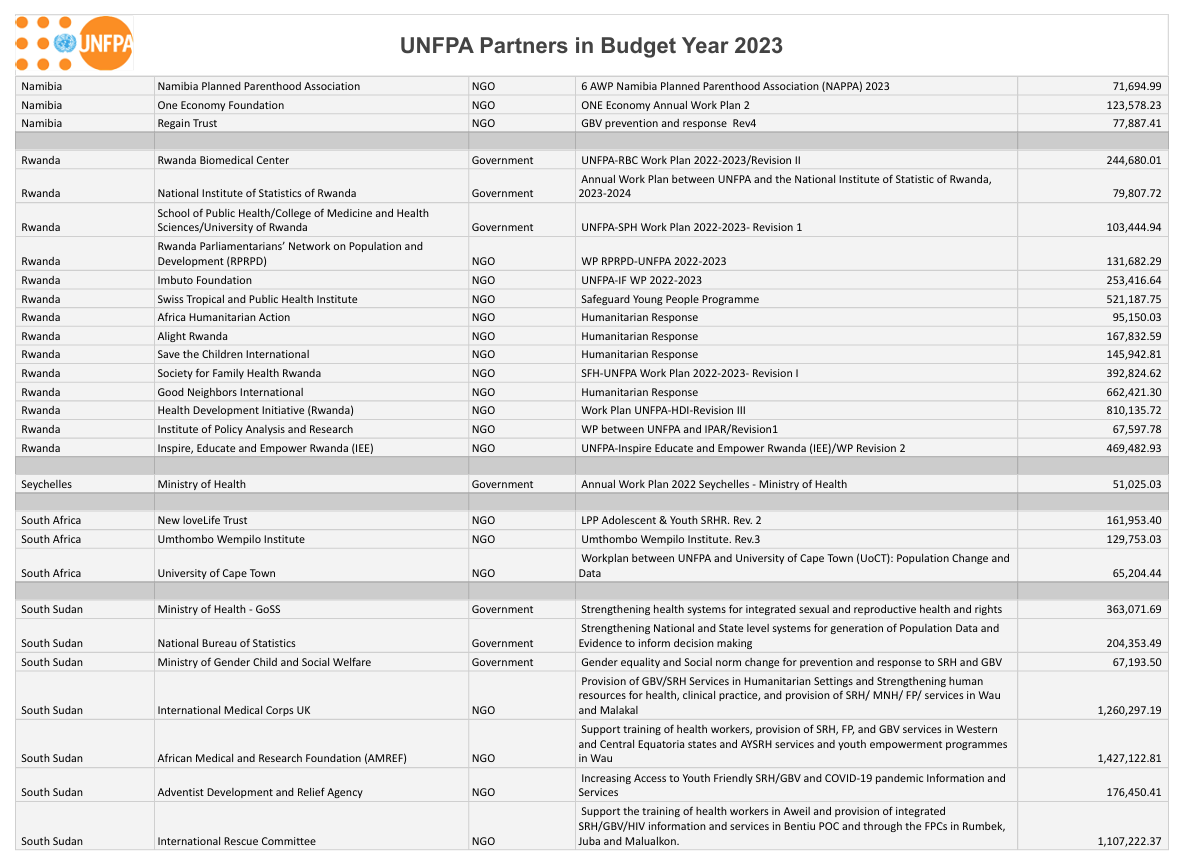 UNFPA
UNFPA Partners in Budget Year 2023
Namibia Namibia Planned Parenthood Association NGO 6 AWP Namibia Planned Parenthood Association (NAPPA) 2023 71,694.99
Namibia One Economy Foundation NGO ONE Economy Annual Work Plan 2 123,578.23
Namibia Regain Trust NGO GBV prevention and response Rev4 77,887.41
Rwanda Rwanda Biomedical Center Government UNFPA-RBC Work Plan 2022-2023/Revision II 244,680.01
Annual Work Plan between UNFPA and the National Institute of Statistic of Rwanda,
Rwanda National Institute of Statistics of Rwanda Government 2023-2024 79,807.72
School of Public Health/College of Medicine and Health
Rwanda Sciences/University of Rwanda Government UNFPA-SPH Work Plan 2022-2023- Revision 1 103,444.94
Rwanda Parliamentarians’ Network on Population and
Rwanda Development (RPRPD) NGO WP RPRPD-UNFPA 2022-2023 131,682.29
Rwanda Imbuto Foundation NGO UNFPA-IF WP 2022-2023 253,416.64
Rwanda Swiss Tropical and Public Health Institute NGO Safeguard Young People Programme 521,187.75
Rwanda Africa Humanitarian Action NGO Humanitarian Response 95,150.03
Rwanda Alight Rwanda NGO Humanitarian Response 167,832.59
Rwanda Save the Children International NGO Humanitarian Response 145,942.81
Rwanda Society for Family Health Rwanda NGO SFH-UNFPA Work Plan 2022-2023- Revision I 392,824.62
Rwanda Good Neighbors International NGO Humanitarian Response 662,421.30
Rwanda Health Development Initiative (Rwanda) NGO Work Plan UNFPA-HDI-Revision III 810,135.72
Rwanda Institute of Policy Analysis and Research NGO WP between UNFPA and IPAR/Revision1 67,597.78
Rwanda Inspire, Educate and Empower Rwanda (IEE) NGO UNFPA-Inspire Educate and Empower Rwanda (IEE)/WP Revision 2 469,482.93
Seychelles Ministry of Health Government Annual Work Plan 2022 Seychelles - Ministry of Health 51,025.03
South Africa New loveLife Trust NGO LPP Adolescent & Youth SRHR. Rev. 2 161,953.40
South Africa Umthombo Wempilo Institute NGO Umthombo Wempilo Institute. Rev.3 129,753.03
Workplan between UNFPA and University of Cape Town (UoCT): Population Change and
South Africa University of Cape Town NGO Data 65,204.44
South Sudan Ministry of Health - GoSS Government Strengthening health systems for integrated sexual and reproductive health and rights 363,071.69
Strengthening National and State level systems for generation of Population Data and
South Sudan National Bureau of Statistics Government Evidence to inform decision making 204,353.49
South Sudan Ministry of Gender Child and Social Welfare Government Gender equality and Social norm change for prevention and response to SRH and GBV 67,193.50
Provision of GBV/SRH Services in Humanitarian Settings and Strengthening human
resources for health, clinical practice, and provision of SRH/ MNH/ FP/ services in Wau
South Sudan International Medical Corps UK NGO and Malakal 1,260,297.19
Support training of health workers, provision of SRH, FP, and GBV services in Western
and Central Equatoria states and AYSRH services and youth empowerment programmes
South Sudan African Medical and Research Foundation (AMREF) NGO in Wau 1,427,122.81
Increasing Access to Youth Friendly SRH/GBV and COVID-19 pandemic Information and
South Sudan Adventist Development and Relief Agency NGO Services 176,450.41
Support the training of health workers in Aweil and provision of integrated
SRH/GBV/HIV information and services in Bentiu POC and through the FPCs in Rumbek,
South Sudan International Rescue Committee NGO Juba and Malualkon. 1,107,222.37